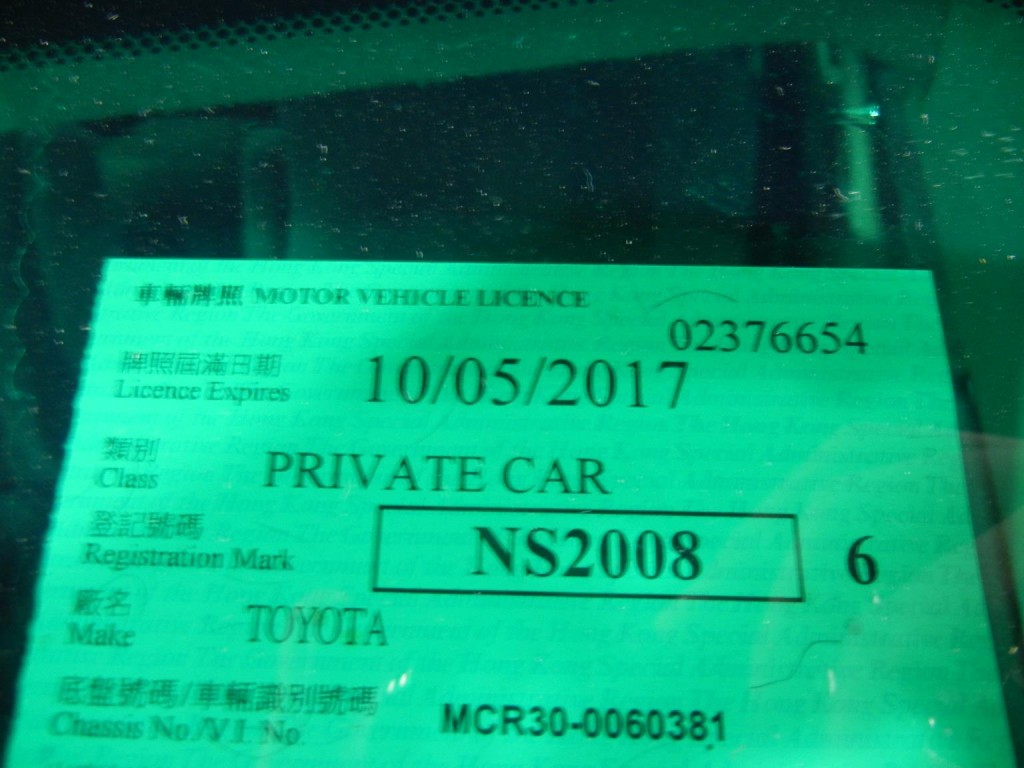 車輛牌照 MOTOR VEHICLE LICENCE
02376654
牌照屆滿日期
Licence Expires 10/05/2017
類別
Class PRIVATE CAR
登記號碼
Registration Mark NS2008 6
廠名
Make TOYOTA
底盤號碼/車輛識別號碼
Chassis No./V.I. No. MCR30-0060381